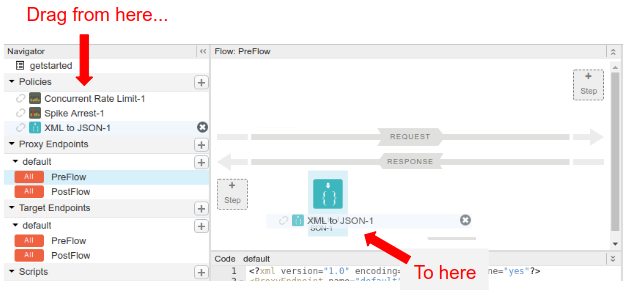 Drag from here...
Navigator
getstarted
Policies
Concurrent Rate Limit-1
Spike Arrest-1
XML to JSON-1
Proxy Endpoints
default
All PreFlow
All PostFlow
Target Endpoints
default
All PreFlow
All PostFlow
Scripts
Flow: PreFlow
+
Step
REQUEST
RESPONSE
+
Step
XML to JSON-1
SON-1
To here
Code default
1 <?xml version="1.0" encoding= ne="yes"?>
2 <ProxyEndpoint name="default